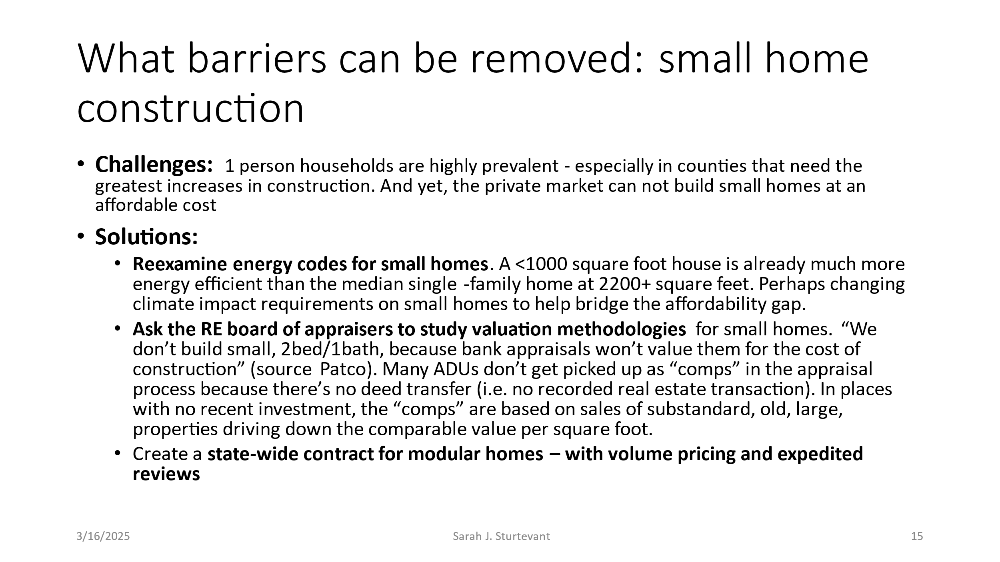 What barriers can be removed: small home
construction
• Challenges: 1 person households are highly prevalent - especially in counties that need the
greatest increases in construction. And yet, the private market can not build small homes at an
affordable cost
• Solutions:
• Reexamine energy codes for small homes. A <1000 square foot house is already much more
energy efficient than the median single -family home at 2200+ square feet. Perhaps changing
climate impact requirements on small homes to help bridge the affordability gap.
• Ask the RE board of appraisers to study valuation methodologies for small homes. “We
don’t build small, 2bed/1bath, because bank appraisals won’t value them for the cost of
construction” (source Patco). Many ADUs don’t get picked up as “comps” in the appraisal
process because there’s no deed transfer (i.e. no recorded real estate transaction). In places
with no recent investment, the “comps” are based on sales of substandard, old, large,
properties driving down the comparable value per square foot.
• Create a state-wide contract for modular homes – with volume pricing and expedited
reviews
3/16/2025 Sarah J. Sturtevant 15